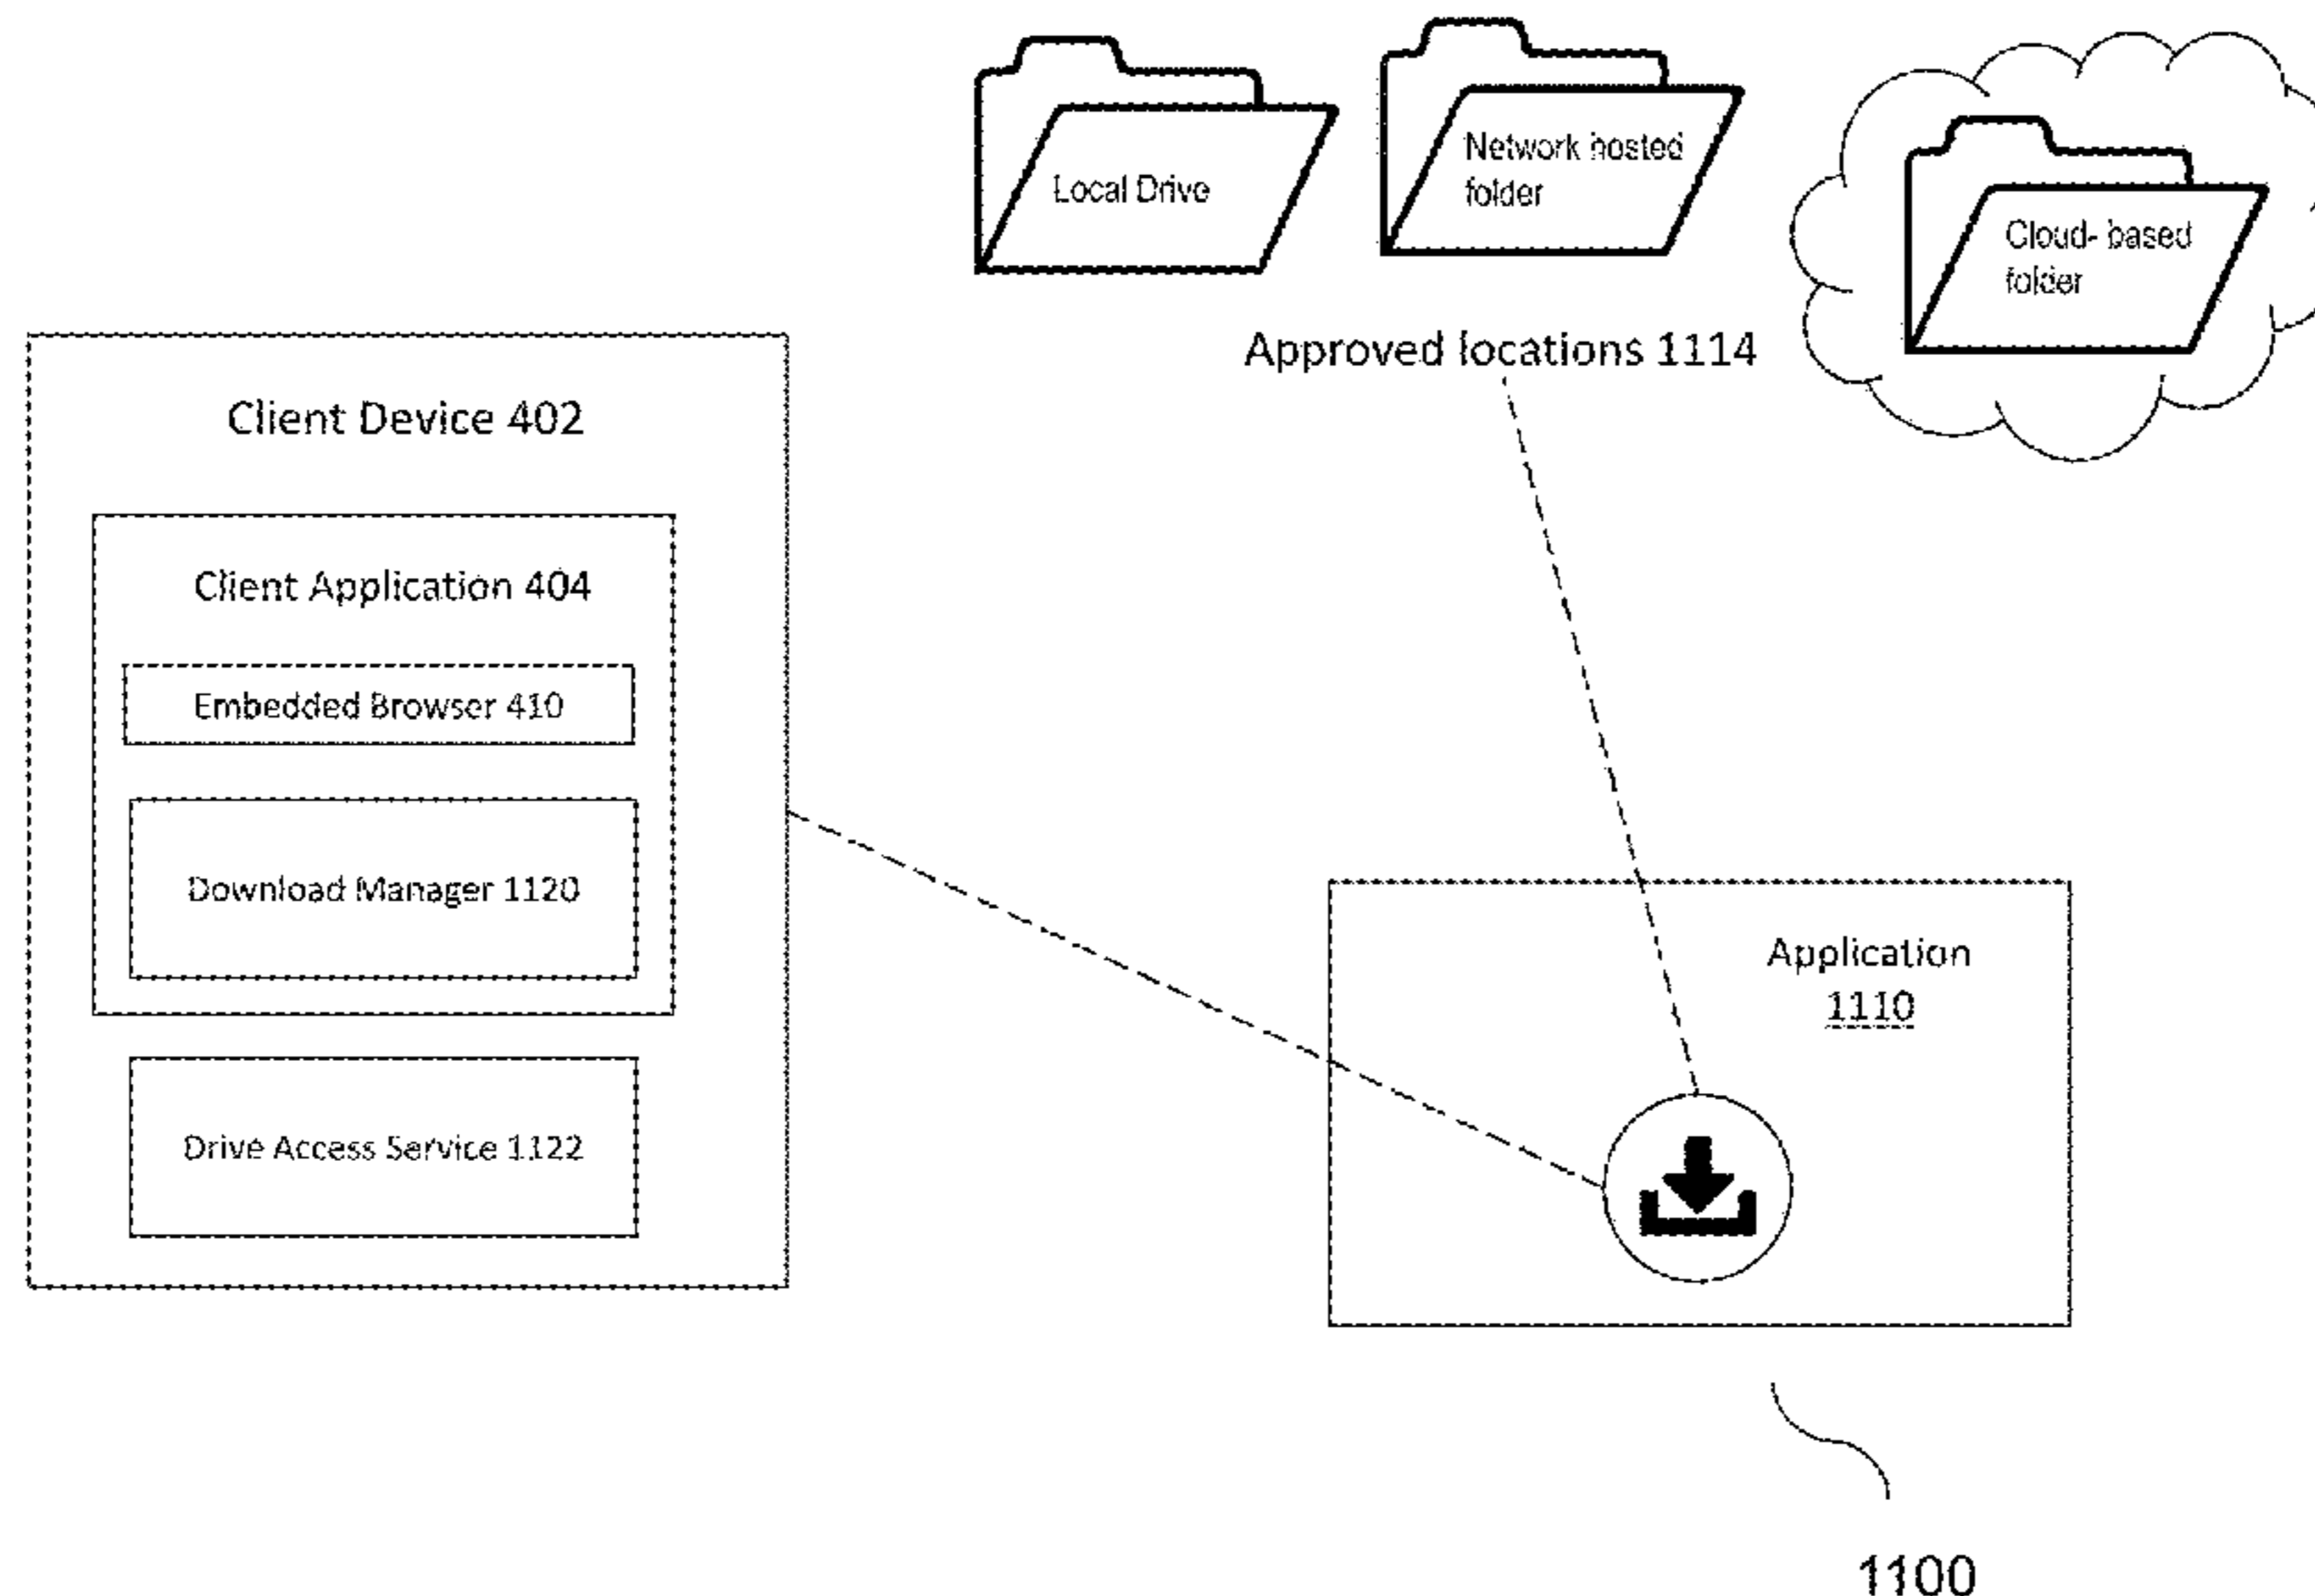 Local Drive
Network hosted
folder
Cloud- based
folder
Approved locations 1114
Client Device 402
Client Application 404
Embedded Browser 410
Download Manager 1120
Drive Access Service 1122
Application
1110
1100